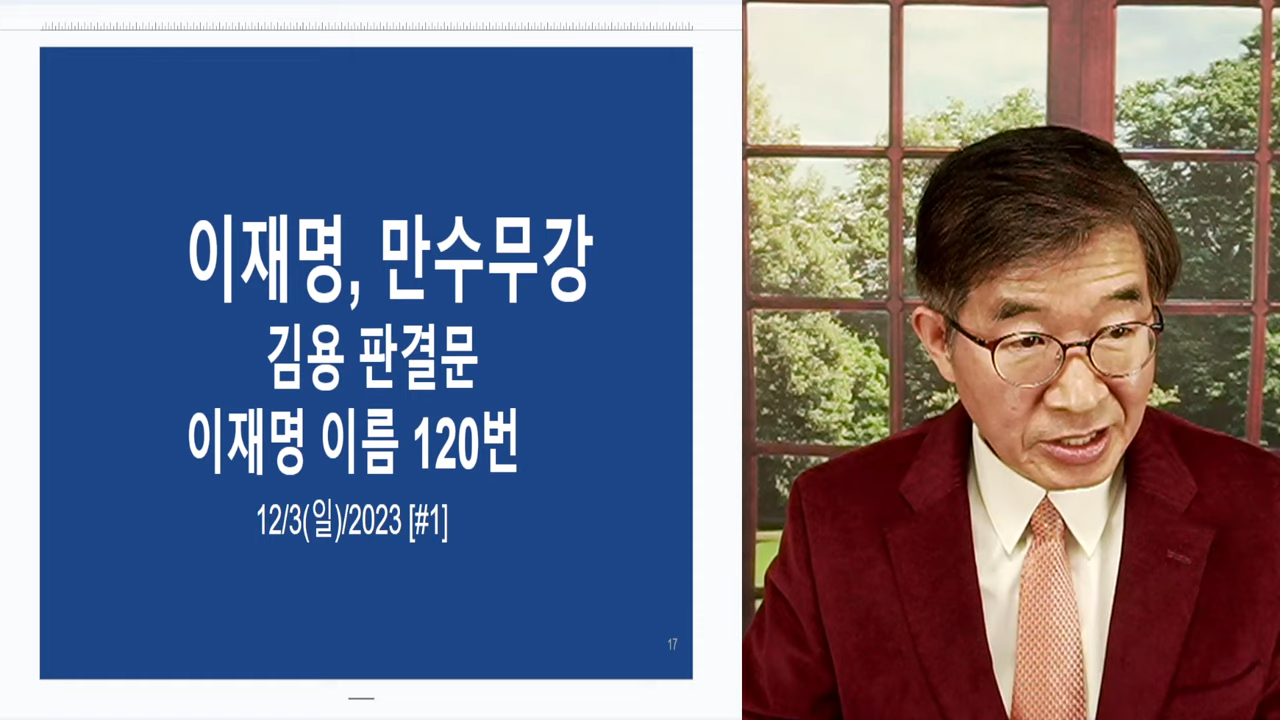 이재명, 만수무강
김용 판결문
이재명 이름 120번
12/3(일)/2023 [#1]
17